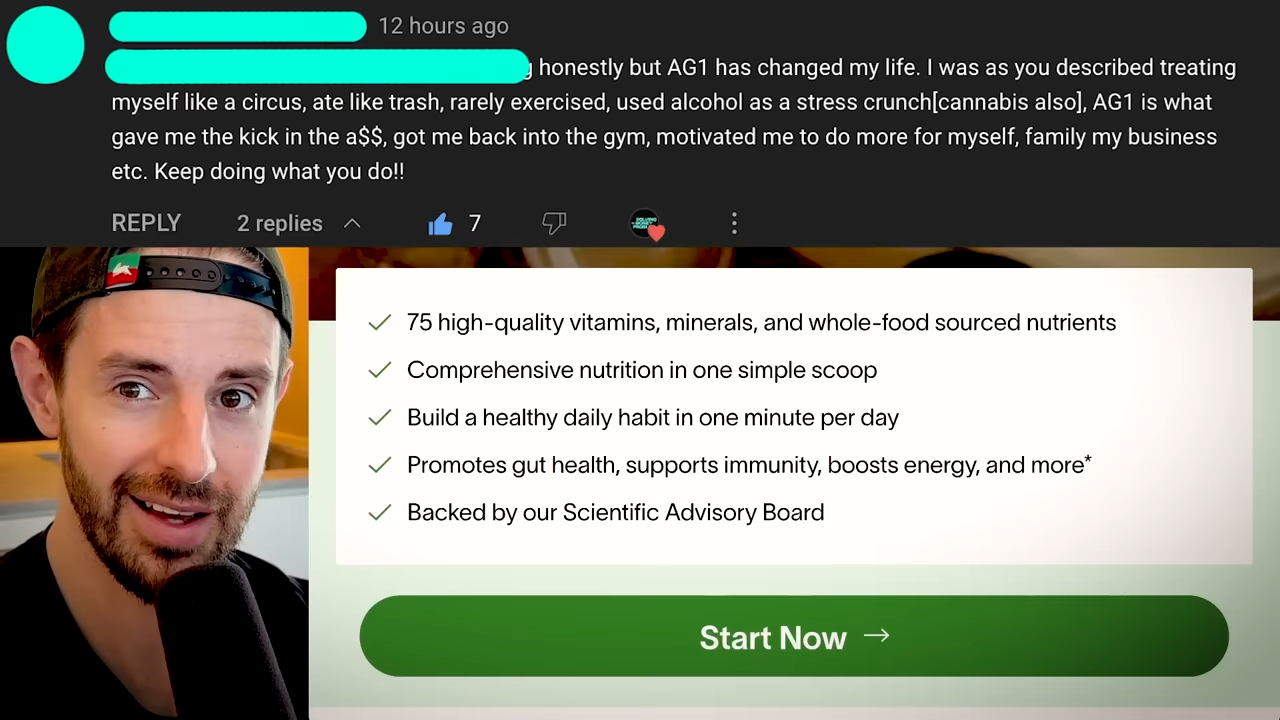 12 hours ago
honestly but AG1 has changed my life. I was as you described treating
myself like a circus, ate like trash, rarely exercised, used alcohol as a stress crunch[cannabis also], AG1 is what
gave me the kick in the a$$, got me back into the gym, motivated me to do more for myself, family my business
etc. Keep doing what you do!!
REPLY 2 replies 7
75 high-quality vitamins, minerals, and whole-food sourced nutrients
Comprehensive nutrition in one simple scoop
Build a healthy daily habit in one minute per day
Promotes gut health, supports immunity, boosts energy, and more*
Backed by our Scientific Advisory Board
Start Now →